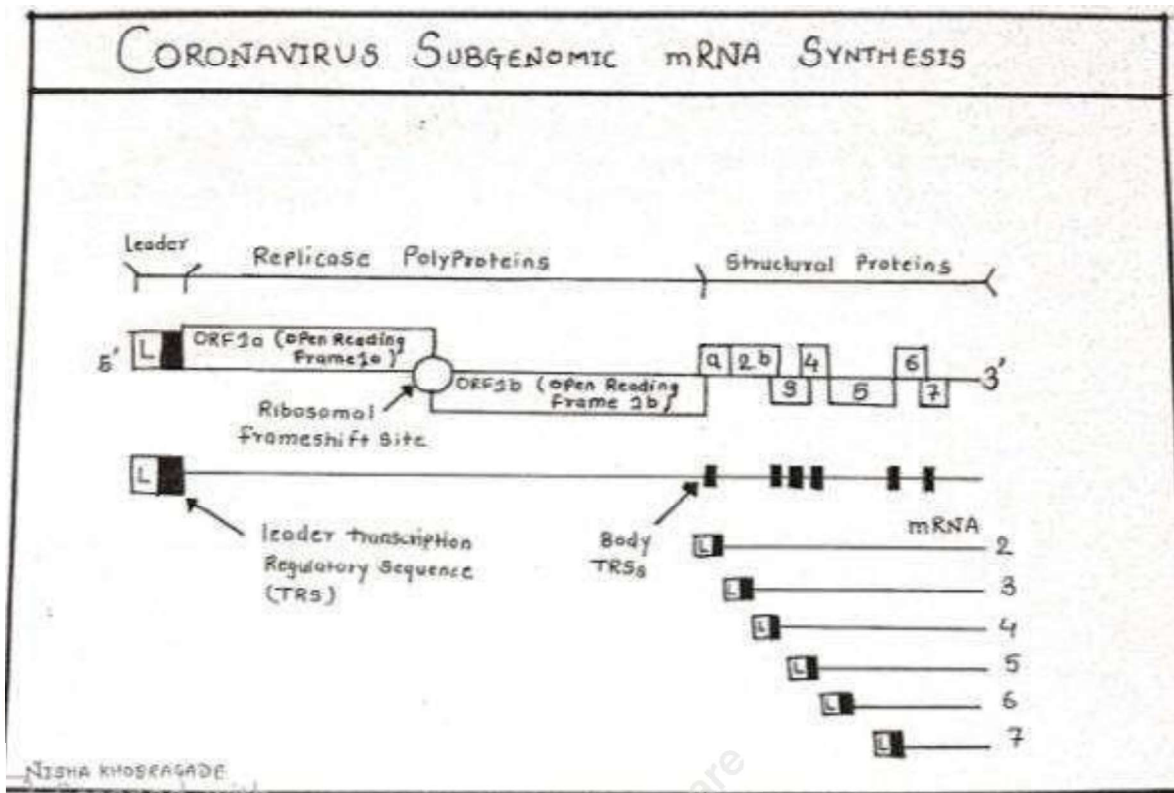 CORONAVIRUS SUBGENOMIC mRNA SYNTHESIS
Leader
Replicase PolyProteins
Structural Proteins
5'
L
ORF1a (Open Reading
Frame1a)
ORF1b (Open Reading
Frame 1b)
a
2b
3
4
5
6
7
3'
Ribosomal
frameshift Site
L
leader transcription
Regulatory Sequence
(TRS)
Body
TRSs
mRNA
L 2
L 3
L 4
L 5
L 6
L 7
NISHA KHOBRAGADE
are